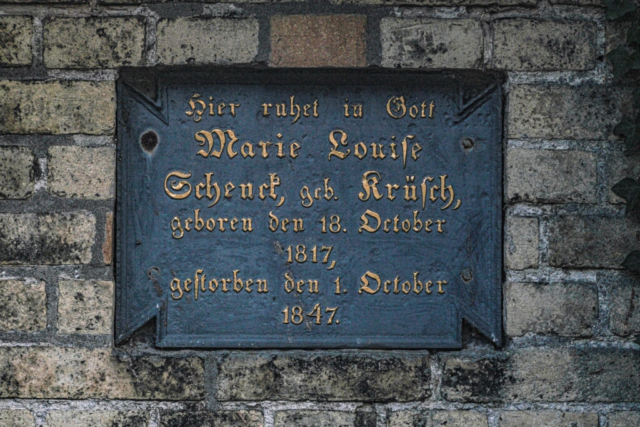 Hier ruhet in Gott
Marie Louise
Schenck, geb. Krüsch,
geboren den 18. October
1817,
gestorben den 1. October
1847.